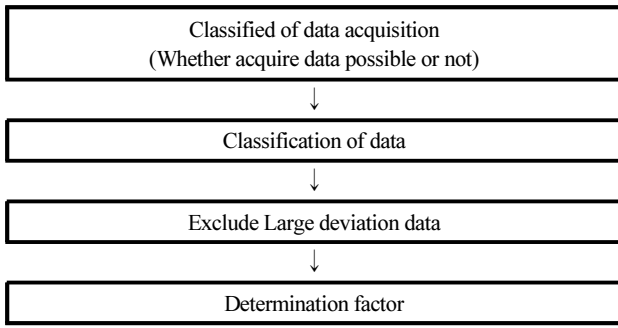 Classified of data acquisition
(Whether acquire data possible or not)
↓
Classification of data
↓
Exclude Large deviation data
↓
Determination factor